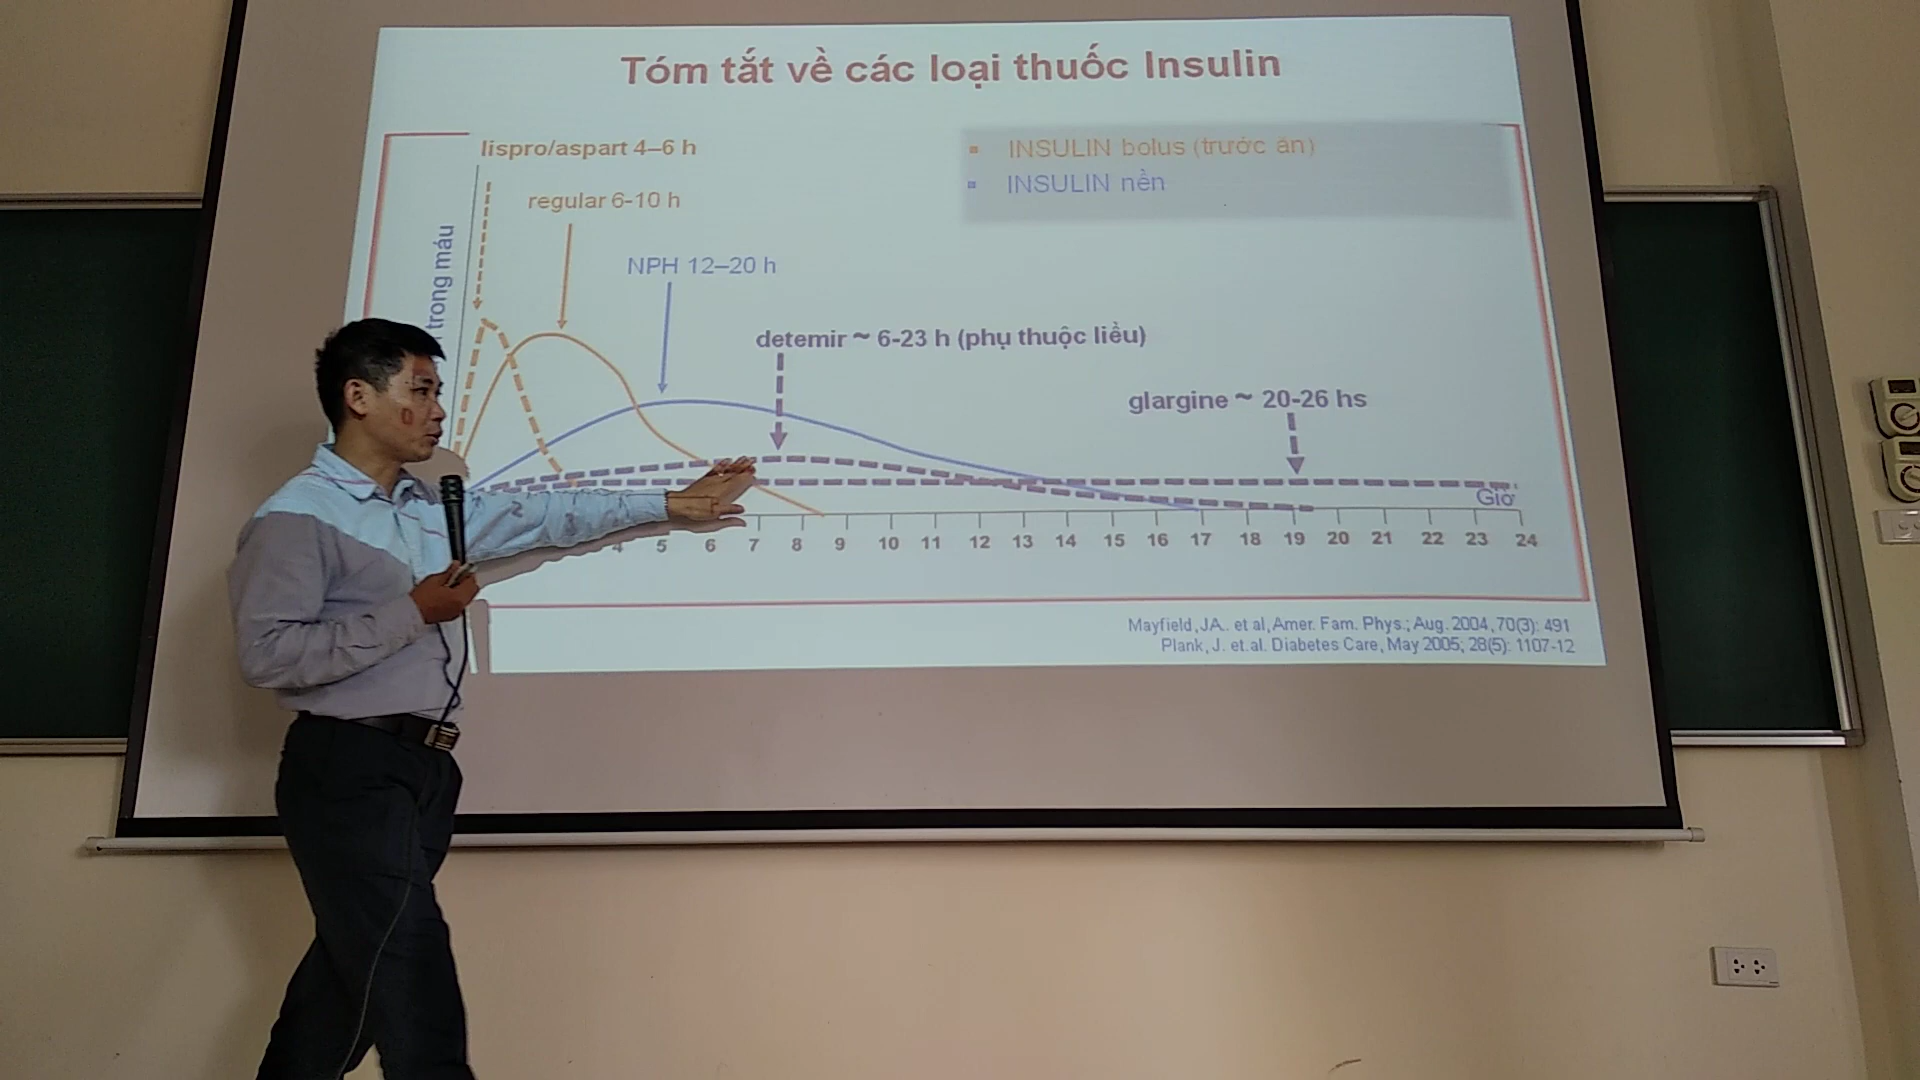 Tóm tắt về các loại thuốc Insulin
lispro/aspart 4–6 h
INSULIN bolus (trước ăn)
INSULIN nền
regular 6-10 h
trong máu
NPH 12–20 h
detemir ~ 6-23 h (phụ thuộc liều)
glargine ~ 20-26 hs
Giờ
4 5 6 7 8 9 10 11 12 13 14 15 16 17 18 19 20 21 22 23 24
Mayfield, JA.. et al, Amer. Fam. Phys.; Aug. 2004, 70(3): 491
Plank, J. et.al. Diabetes Care, May 2005; 28(5): 1107-12